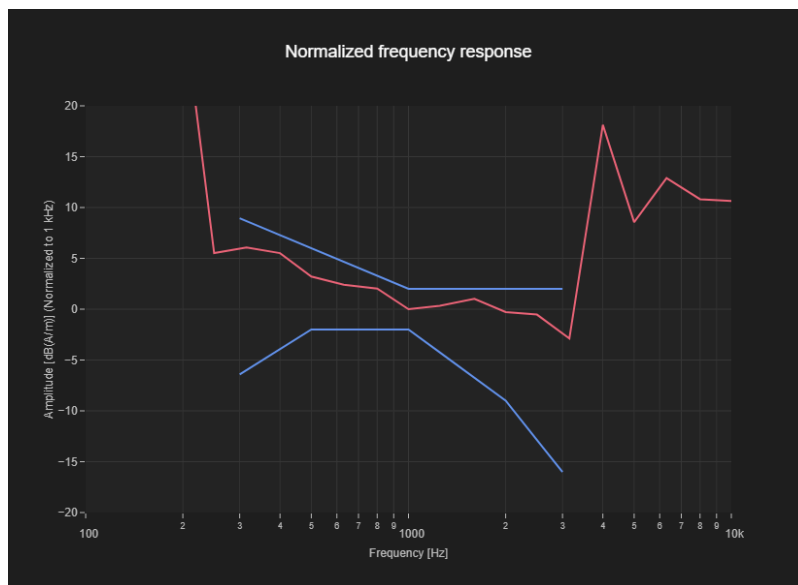 Normalized frequency response
Amplitude [dB(A/m)] (Normalized to 1 kHz)
20
15
10
5
0
−5
−10
−15
−20
100 2 3 4 5 6 7 8 9 1000 2 3 4 5 6 7 8 9 10k
Frequency [Hz]